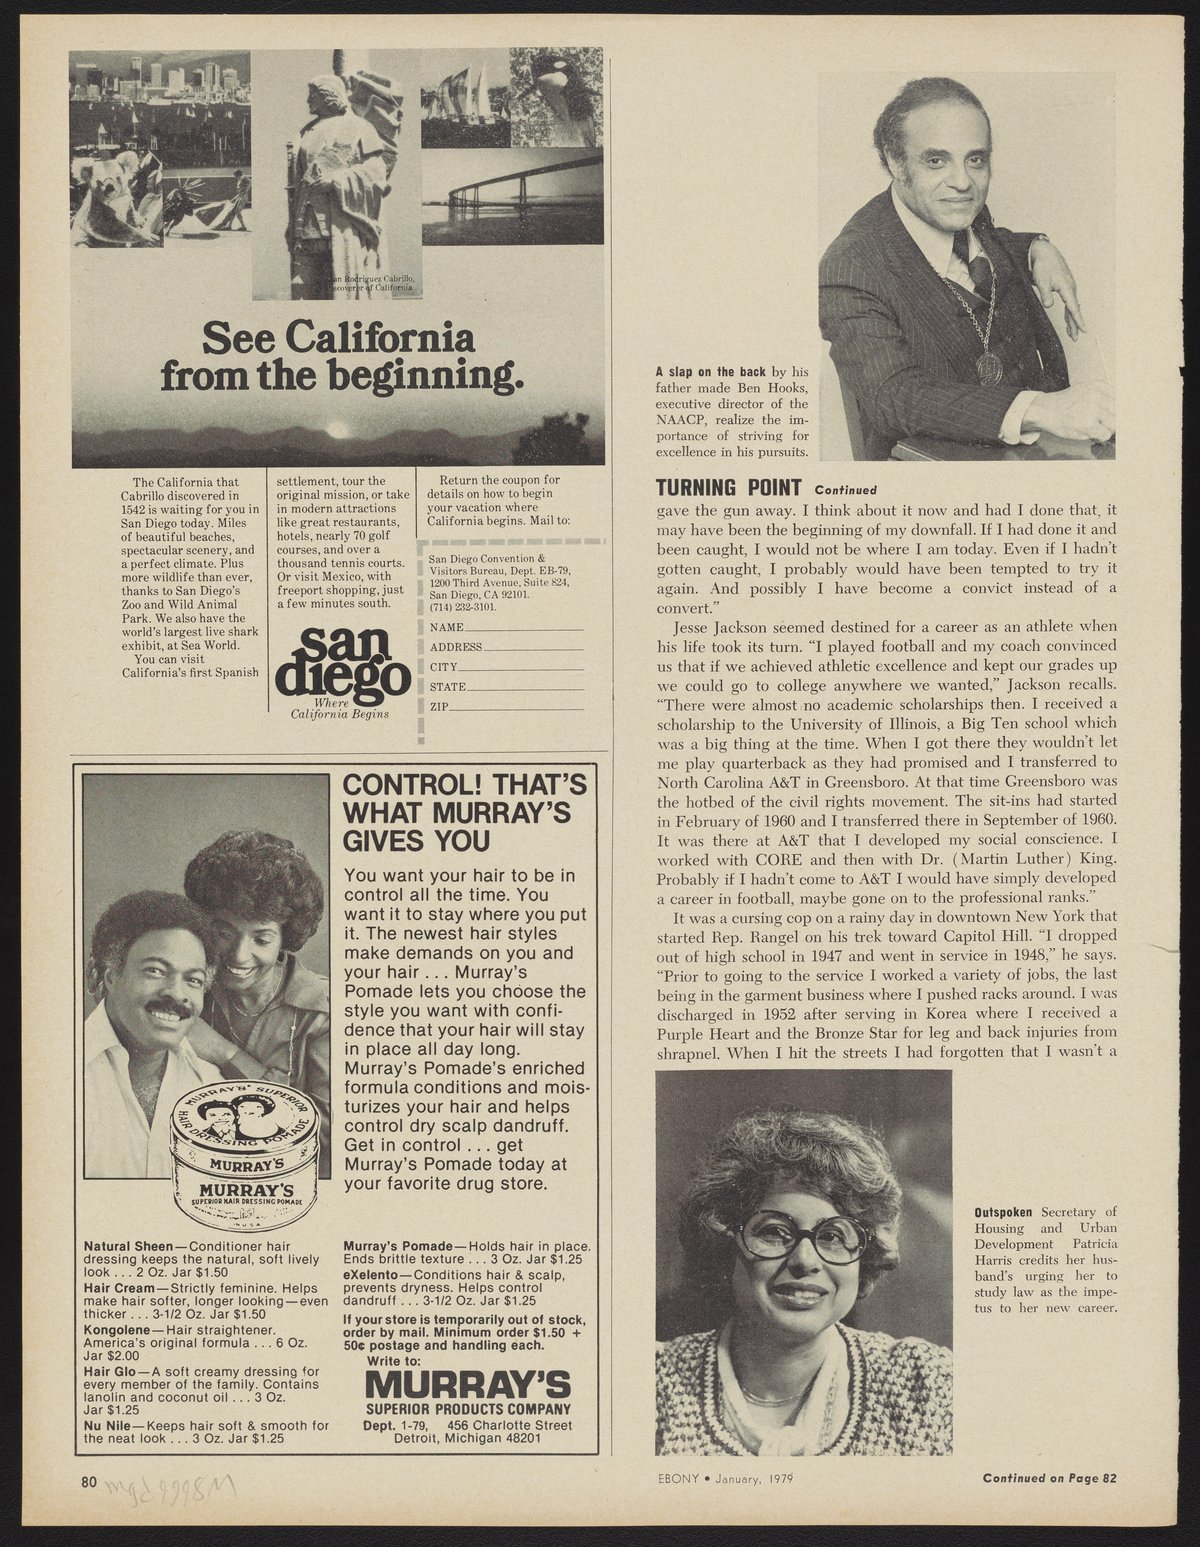 an Rodriguez Cabrillo,
iscoverer of California
See California
from the beginning.
The California that
Cabrillo discovered in
1542 is waiting for you in
San Diego today. Miles
of beautiful beaches,
spectacular scenery, and
a perfect climate. Plus
more wildlife than ever,
thanks to San Diego's
Zoo and Wild Animal
Park. We also have the
world's largest live shark
exhibit, at Sea World.
You can visit
California's first Spanish
settlement, tour the
original mission, or take
in modern attractions
like great restaurants,
hotels, nearly 70 golf
courses, and over a
thousand tennis courts.
Or visit Mexico, with
freeport shopping, just
a few minutes south.
san
diego
Where
California Begins
Return the coupon for
details on how to begin
your vacation where
California begins. Mail to:
San Diego Convention &
Visitors Bureau, Dept. EB-79,
1200 Third Avenue, Suite 824,
San Diego, CA 92101.
(714) 232-3101.
NAME
ADDRESS
CITY
STATE
ZIP
CONTROL! THAT'S
WHAT MURRAY'S
GIVES YOU
You want your hair to be in
control all the time. You
want it to stay where you put
it. The newest hair styles
make demands on you and
your hair . . . Murray's
Pomade lets you choose the
style you want with confi-
dence that your hair will stay
in place all day long.
Murray's Pomade's enriched
formula conditions and mois-
turizes your hair and helps
control dry scalp dandruff.
Get in control . . . get
Murray's Pomade today at
your favorite drug store.
MURRAY'S SUPERIOR
HAIR DRESSING POMADE
MURRAY'S
MURRAY'S
SUPERIOR HAIR DRESSING POMADE
IN U.S.A
Natural Sheen—Conditioner hair
dressing keeps the natural, soft lively
look . . . 2 Oz. Jar $1.50
Hair Cream—Strictly feminine. Helps
make hair softer, longer looking—even
thicker . . . 3-1/2 Oz. Jar $1.50
Kongolene—Hair straightener.
America's original formula . . . 6 Oz.
Jar $2.00
Hair Glo—A soft creamy dressing for
every member of the family. Contains
lanolin and coconut oil . . . 3 Oz.
Jar $1.25
Nu Nile—Keeps hair soft & smooth for
the neat look . . . 3 Oz. Jar $1.25
Murray's Pomade—Holds hair in place.
Ends brittle texture . . . 3 Oz. Jar $1.25
eXelento—Conditions hair & scalp,
prevents dryness. Helps control
dandruff . . . 3-1/2 Oz. Jar $1.25
If your store is temporarily out of stock,
order by mail. Minimum order $1.50 +
50¢ postage and handling each.
Write to:
MURRAY'S
SUPERIOR PRODUCTS COMPANY
Dept. 1-79, 456 Charlotte Street
Detroit, Michigan 48201
A slap on the back by his
father made Ben Hooks,
executive director of the
NAACP, realize the im-
portance of striving for
excellence in his pursuits.
TURNING POINT Continued
gave the gun away. I think about it now and had I done that, it
may have been the beginning of my downfall. If I had done it and
been caught, I would not be where I am today. Even if I hadn't
gotten caught, I probably would have been tempted to try it
again. And possibly I have become a convict instead of a
convert."
Jesse Jackson seemed destined for a career as an athlete when
his life took its turn. "I played football and my coach convinced
us that if we achieved athletic excellence and kept our grades up
we could go to college anywhere we wanted," Jackson recalls.
"There were almost no academic scholarships then. I received a
scholarship to the University of Illinois, a Big Ten school which
was a big thing at the time. When I got there they wouldn't let
me play quarterback as they had promised and I transferred to
North Carolina A&T in Greensboro. At that time Greensboro was
the hotbed of the civil rights movement. The sit-ins had started
in February of 1960 and I transferred there in September of 1960.
It was there at A&T that I developed my social conscience. I
worked with CORE and then with Dr. (Martin Luther) King.
Probably if I hadn't come to A&T I would have simply developed
a career in football, maybe gone on to the professional ranks."
It was a cursing cop on a rainy day in downtown New York that
started Rep. Rangel on his trek toward Capitol Hill. "I dropped
out of high school in 1947 and went in service in 1948," he says.
"Prior to going to the service I worked a variety of jobs, the last
being in the garment business where I pushed racks around. I was
discharged in 1952 after serving in Korea where I received a
Purple Heart and the Bronze Star for leg and back injuries from
shrapnel. When I hit the streets I had forgotten that I wasn't a
Outspoken Secretary of
Housing and Urban
Development Patricia
Harris credits her hus-
band's urging her to
study law as the impe-
tus to her new career.
80
EBONY • January, 1979
Continued on Page 82